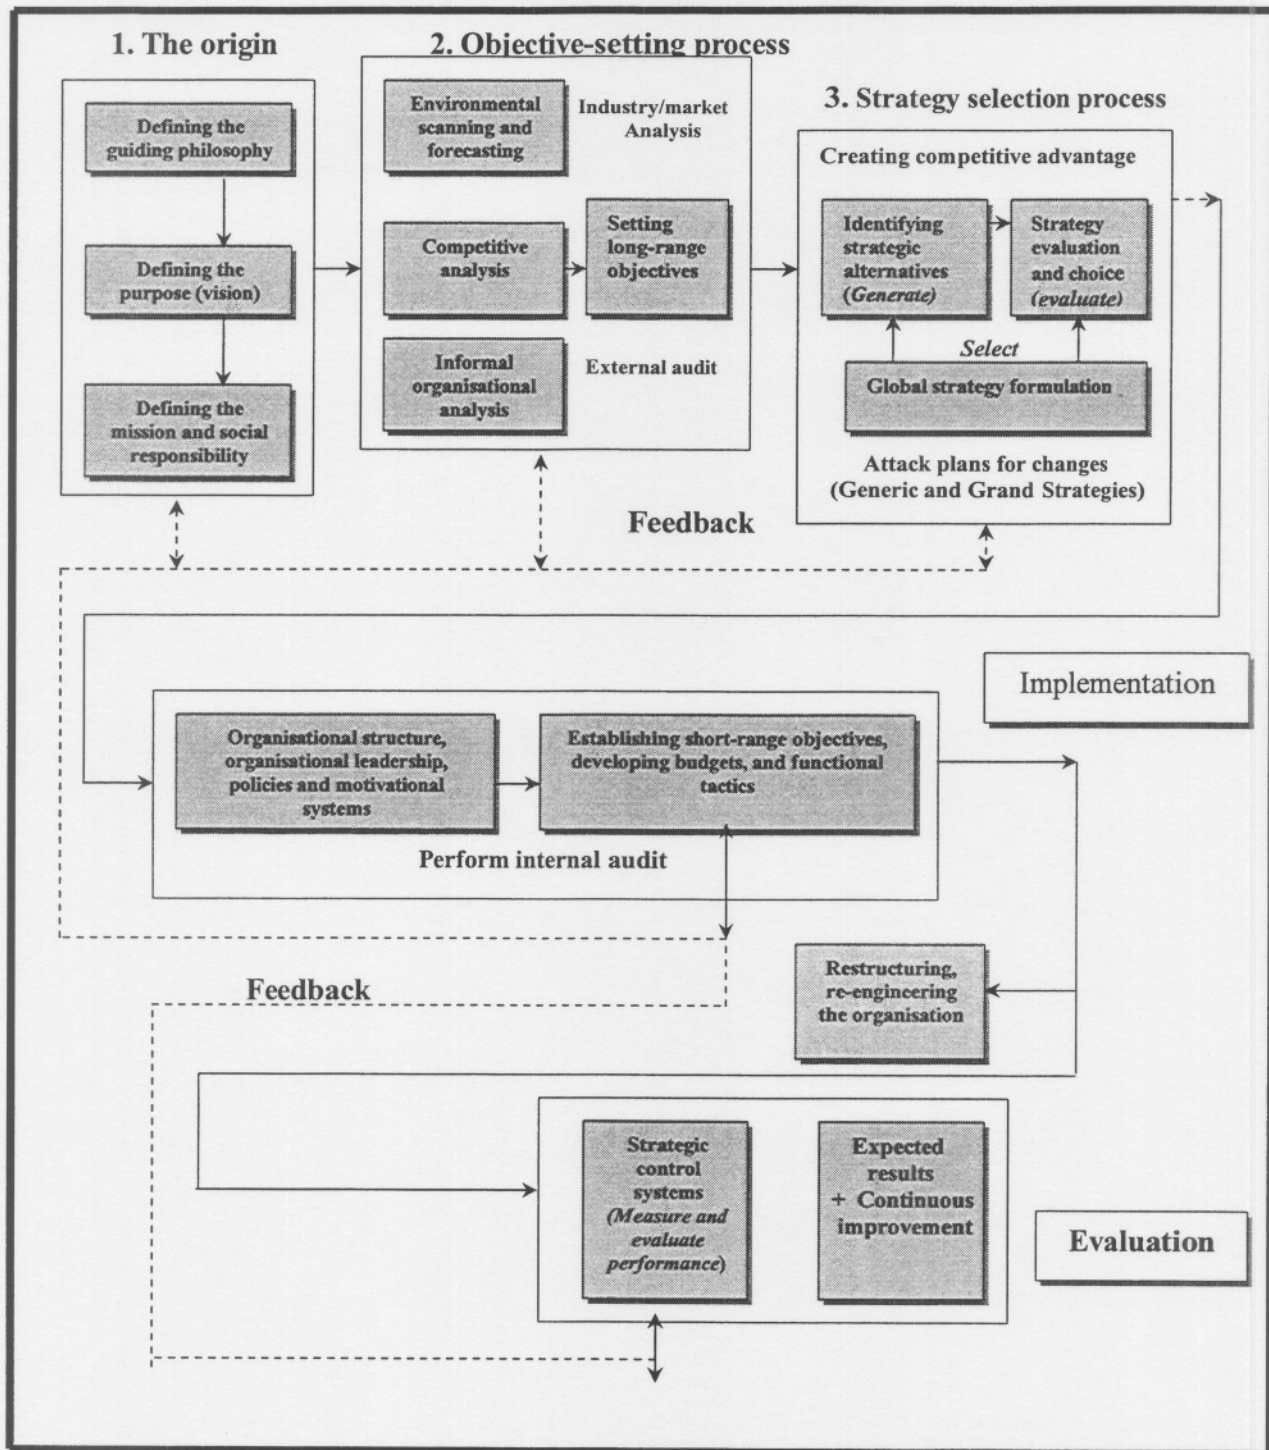 1. The origin
Defining the
guiding philosophy
Defining the
purpose (vision)
Defining the
mission and social
responsibility
2. Objective-setting process
Environmental
scanning and
forecasting
Industry/market
Analysis
Competitive
analysis
Setting
long-range
objectives
Informal
organisational
analysis
External audit
3. Strategy selection process
Creating competitive advantage
Identifying
strategic
alternatives
(Generate)
Strategy
evaluation
and choice
(evaluate)
Select
Global strategy formulation
Attack plans for changes
(Generic and Grand Strategies)
Feedback
Implementation
Organisational structure,
organisational leadership,
policies and motivational
systems
Establishing short-range objectives,
developing budgets, and functional
tactics
Perform internal audit
Restructuring,
re-engineering
the organisation
Feedback
Strategic
control
systems
(Measure and
evaluate
performance)
Expected
results
+ Continuous
improvement
Evaluation